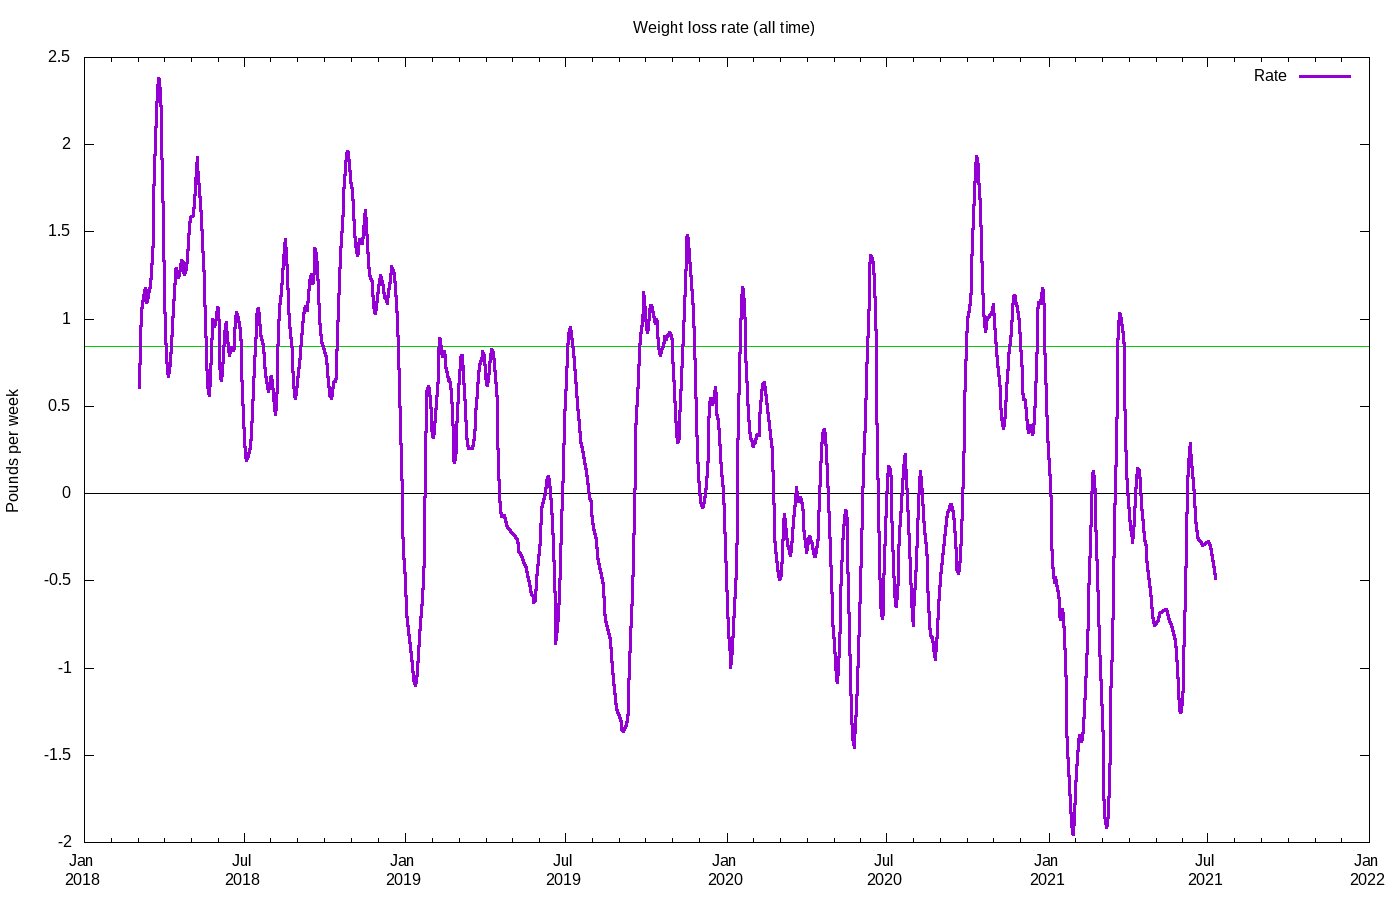 Weight loss rate (all time)
Rate
Pounds per week
2.5
2
1.5
1
0.5
0
-0.5
-1
-1.5
-2
Jan 2018
Jul 2018
Jan 2019
Jul 2019
Jan 2020
Jul 2020
Jan 2021
Jul 2021
Jan 2022